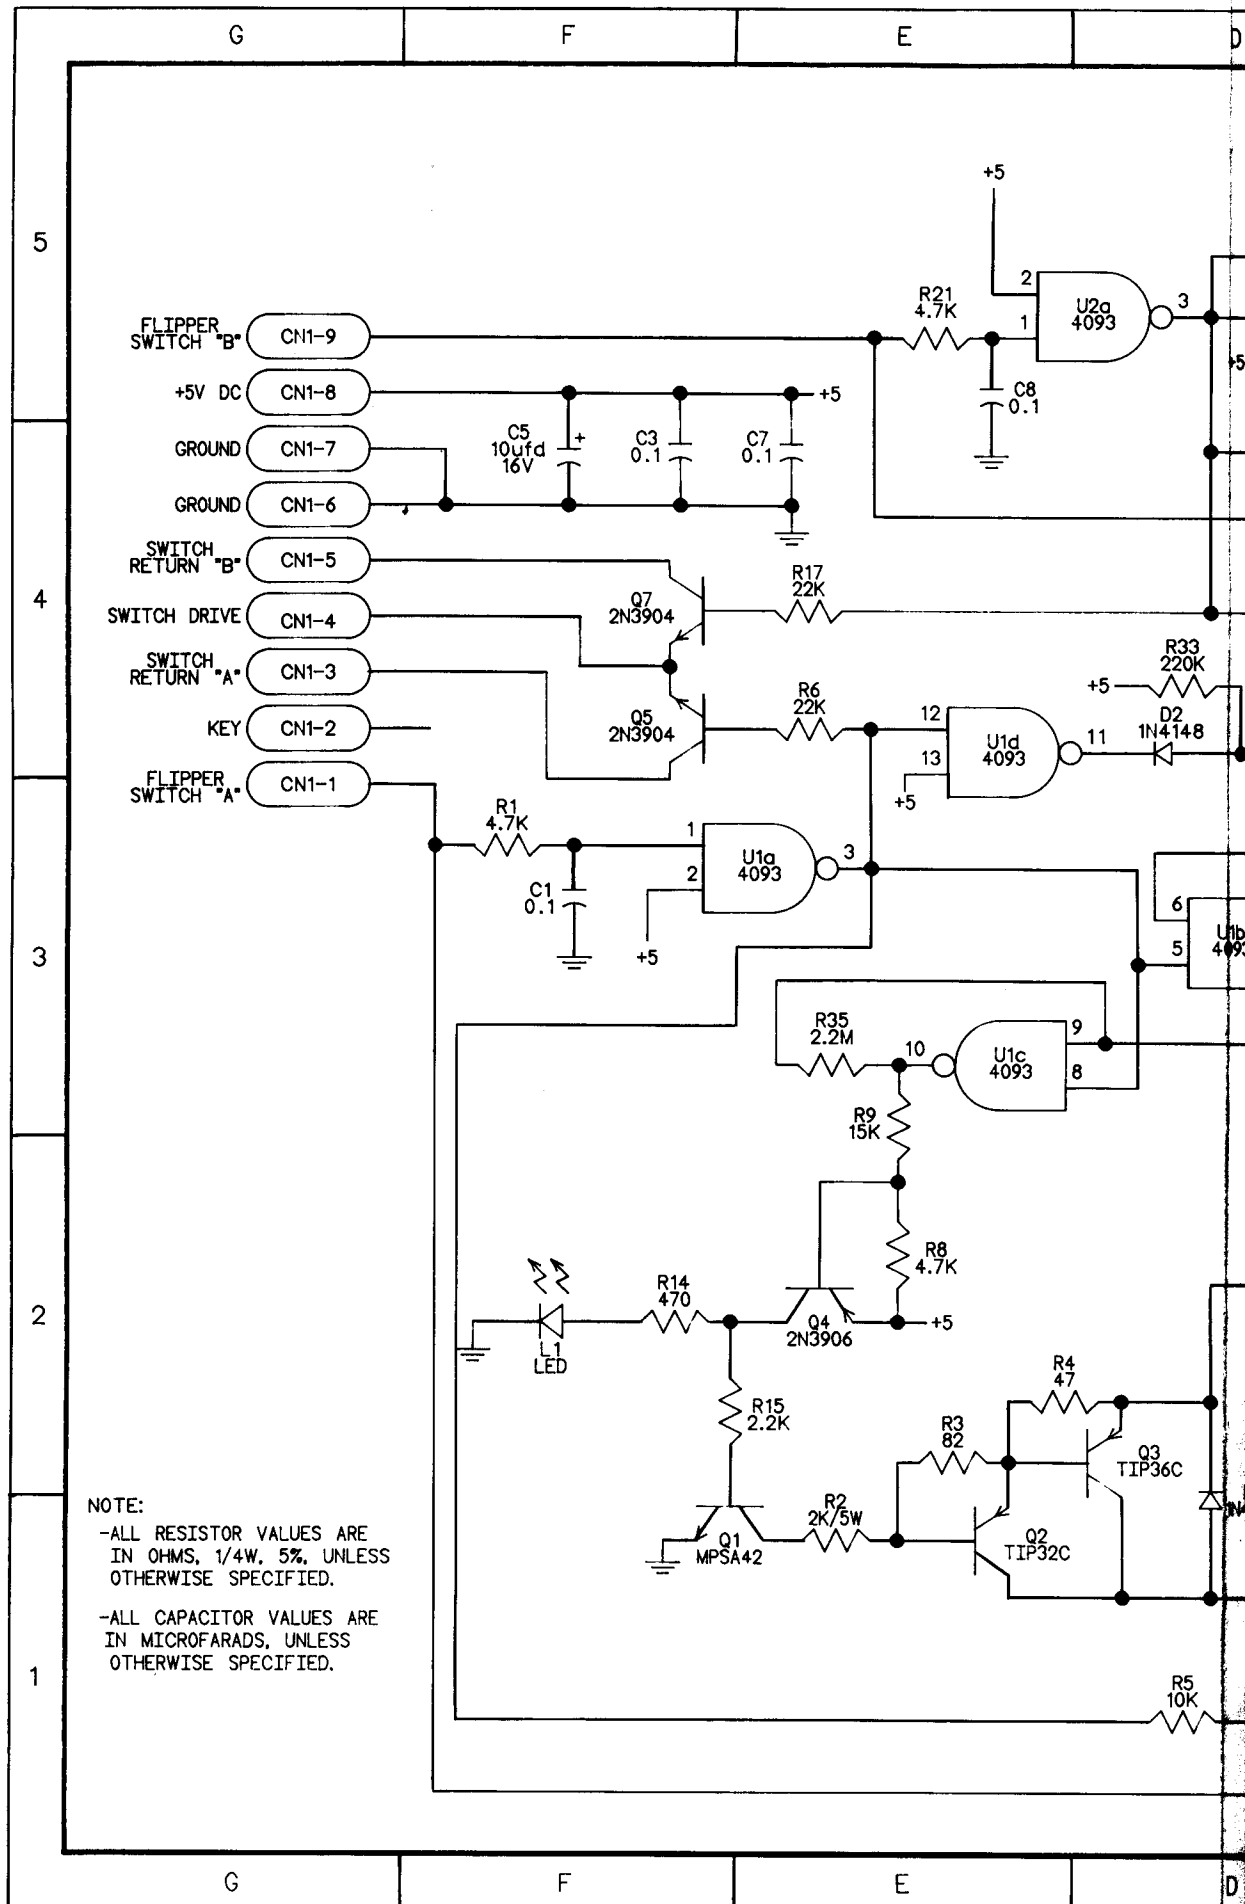 G F E D
+5
5
R21
4.7K
2
1
U2a
4093
3
FLIPPER
SWITCH "B"
CN1-9
+5
+5V DC
CN1-8
+5
C8
0.1
GROUND
CN1-7
C5
10ufd
16V
+
C3
0.1
C7
0.1
GROUND
CN1-6
SWITCH
RETURN "B"
CN1-5
4
SWITCH DRIVE
CN1-4
Q7
2N3904
R17
22K
SWITCH
RETURN "A"
CN1-3
R33
220K
+5
KEY
CN1-2
Q5
2N3904
R6
22K
12
13
U1d
4093
11
D2
1N4148
+5
FLIPPER
SWITCH "A"
CN1-1
R1
4.7K
1
2
U1a
4093
3
C1
0.1
+5
6
5
U1b
3
R35
2.2M
10
U1c
4093
9
8
R9
15K
R8
4.7K
2
R14
470
L1
LED
Q4
2N3906
+5
R15
2.2K
R4
47
R3
82
Q3
TIP36C
R2
2K/5W
Q1
MPSA42
Q2
TIP32C
NOTE:
-ALL RESISTOR VALUES ARE
IN OHMS, 1/4W, 5%, UNLESS
OTHERWISE SPECIFIED.
-ALL CAPACITOR VALUES ARE
IN MICROFARADS, UNLESS
OTHERWISE SPECIFIED.
1
R5
10K
G F E D